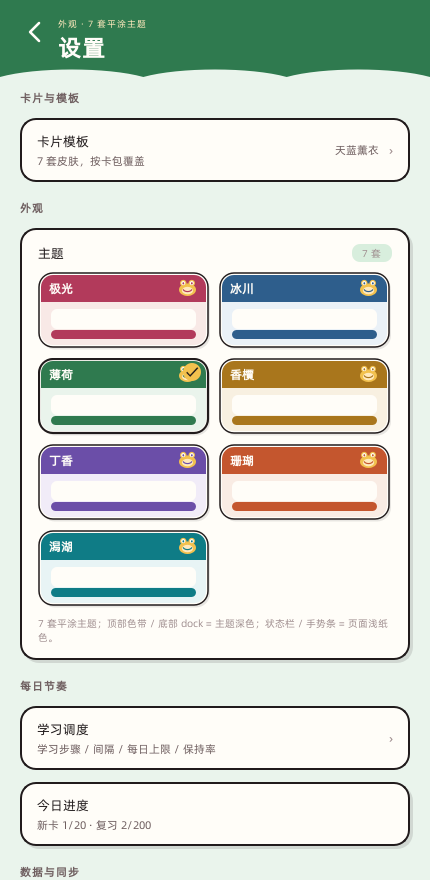 外观 · 7 套平涂主题
设置
卡片与模板
卡片模板
7 套皮肤，按卡包覆盖
天蓝薰衣 ›
外观
主题
7 套
极光
冰川
薄荷
香檟
丁香
珊瑚
潟湖
7 套平涂主题；顶部色带 / 底部 dock = 主题深色；状态栏 / 手势条 = 页面浅纸
色。
每日节奏
学习调度
学习步骤 / 间隔 / 每日上限 / 保持率
›
今日进度
新卡 1/20 · 复习 2/200
数据与同步